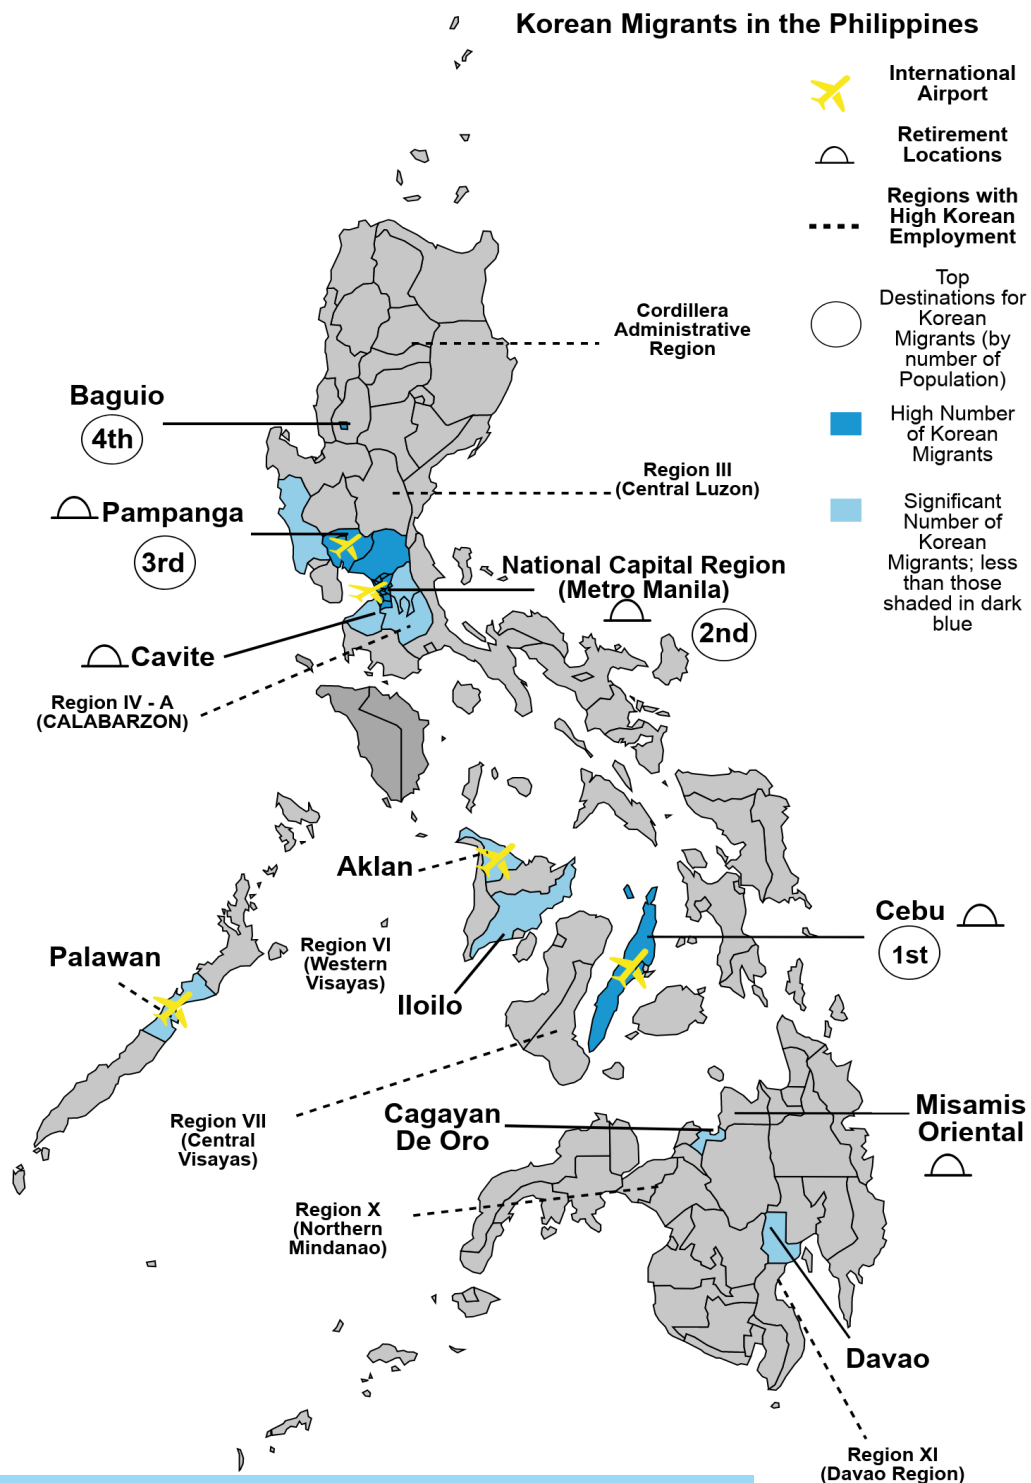 Korean Migrants in the Philippines
International
Airport
Retirement
Locations
Regions with
High Korean
Employment
Top
Destinations for
Korean
Migrants (by
number of
Population)
High Number
of Korean
Migrants
Significant
Number of
Korean
Migrants; less
than those
shaded in dark
blue
Cordillera
Administrative
Region
Baguio
4th
Region III
(Central Luzon)
Pampanga
3rd
National Capital Region
(Metro Manila)
2nd
Cavite
Region IV - A
(CALABARZON)
Aklan
Cebu
1st
Palawan
Region VI
(Western
Visayas)
Iloilo
Region VII
(Central
Visayas)
Cagayan
De Oro
Misamis
Oriental
Region X
(Northern
Mindanao)
Davao
Region XI
(Davao Region)